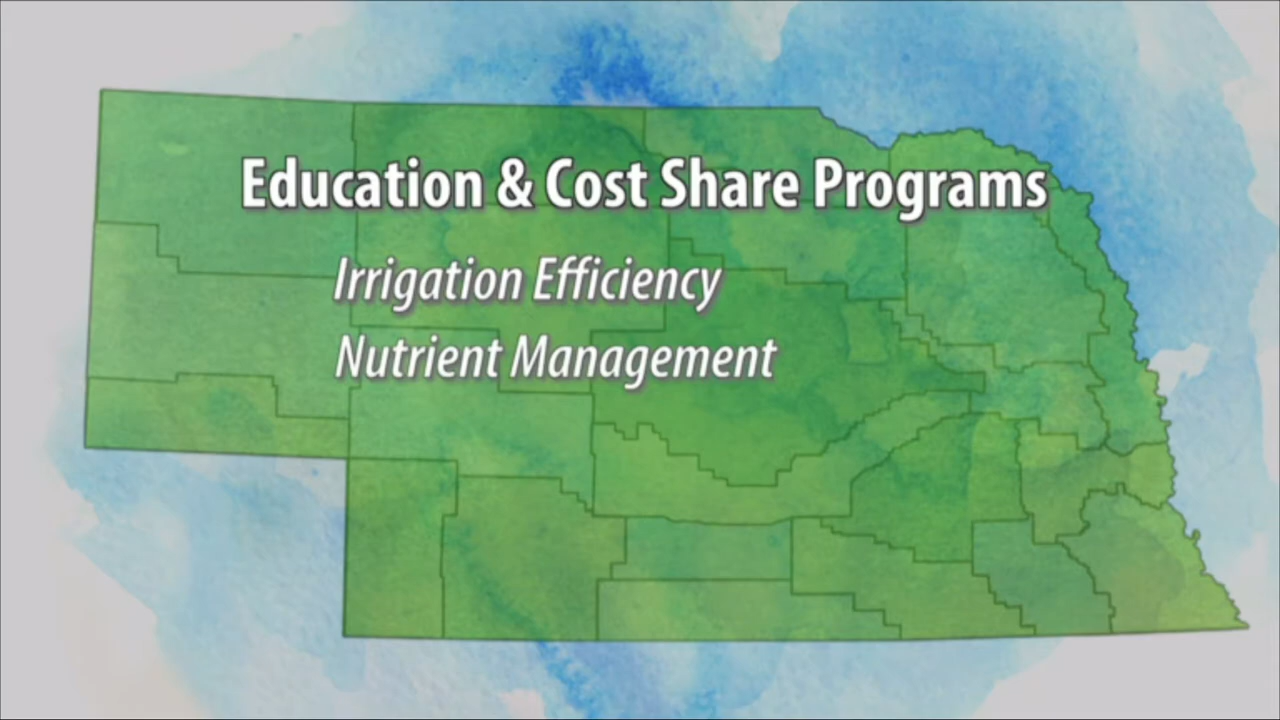 Education & Cost Share Programs
Irrigation Efficiency
Nutrient Management